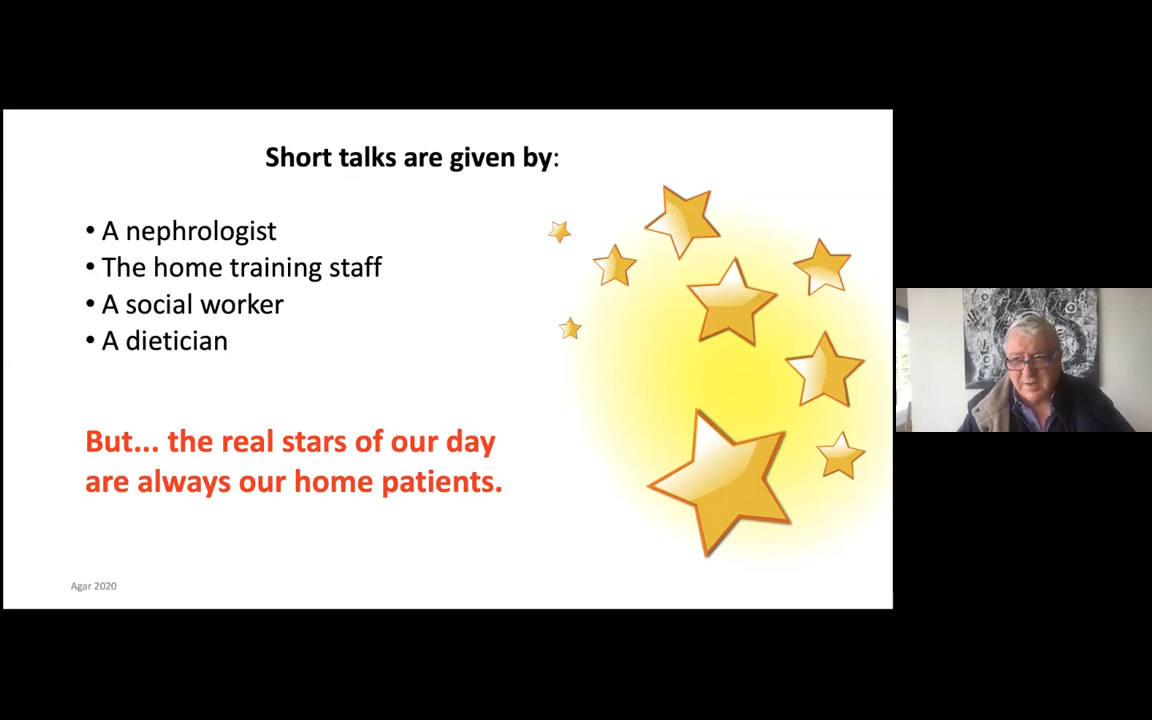 Short talks are given by:
• A nephrologist
• The home training staff
• A social worker
• A dietician
But... the real stars of our day
are always our home patients.
Agar 2020